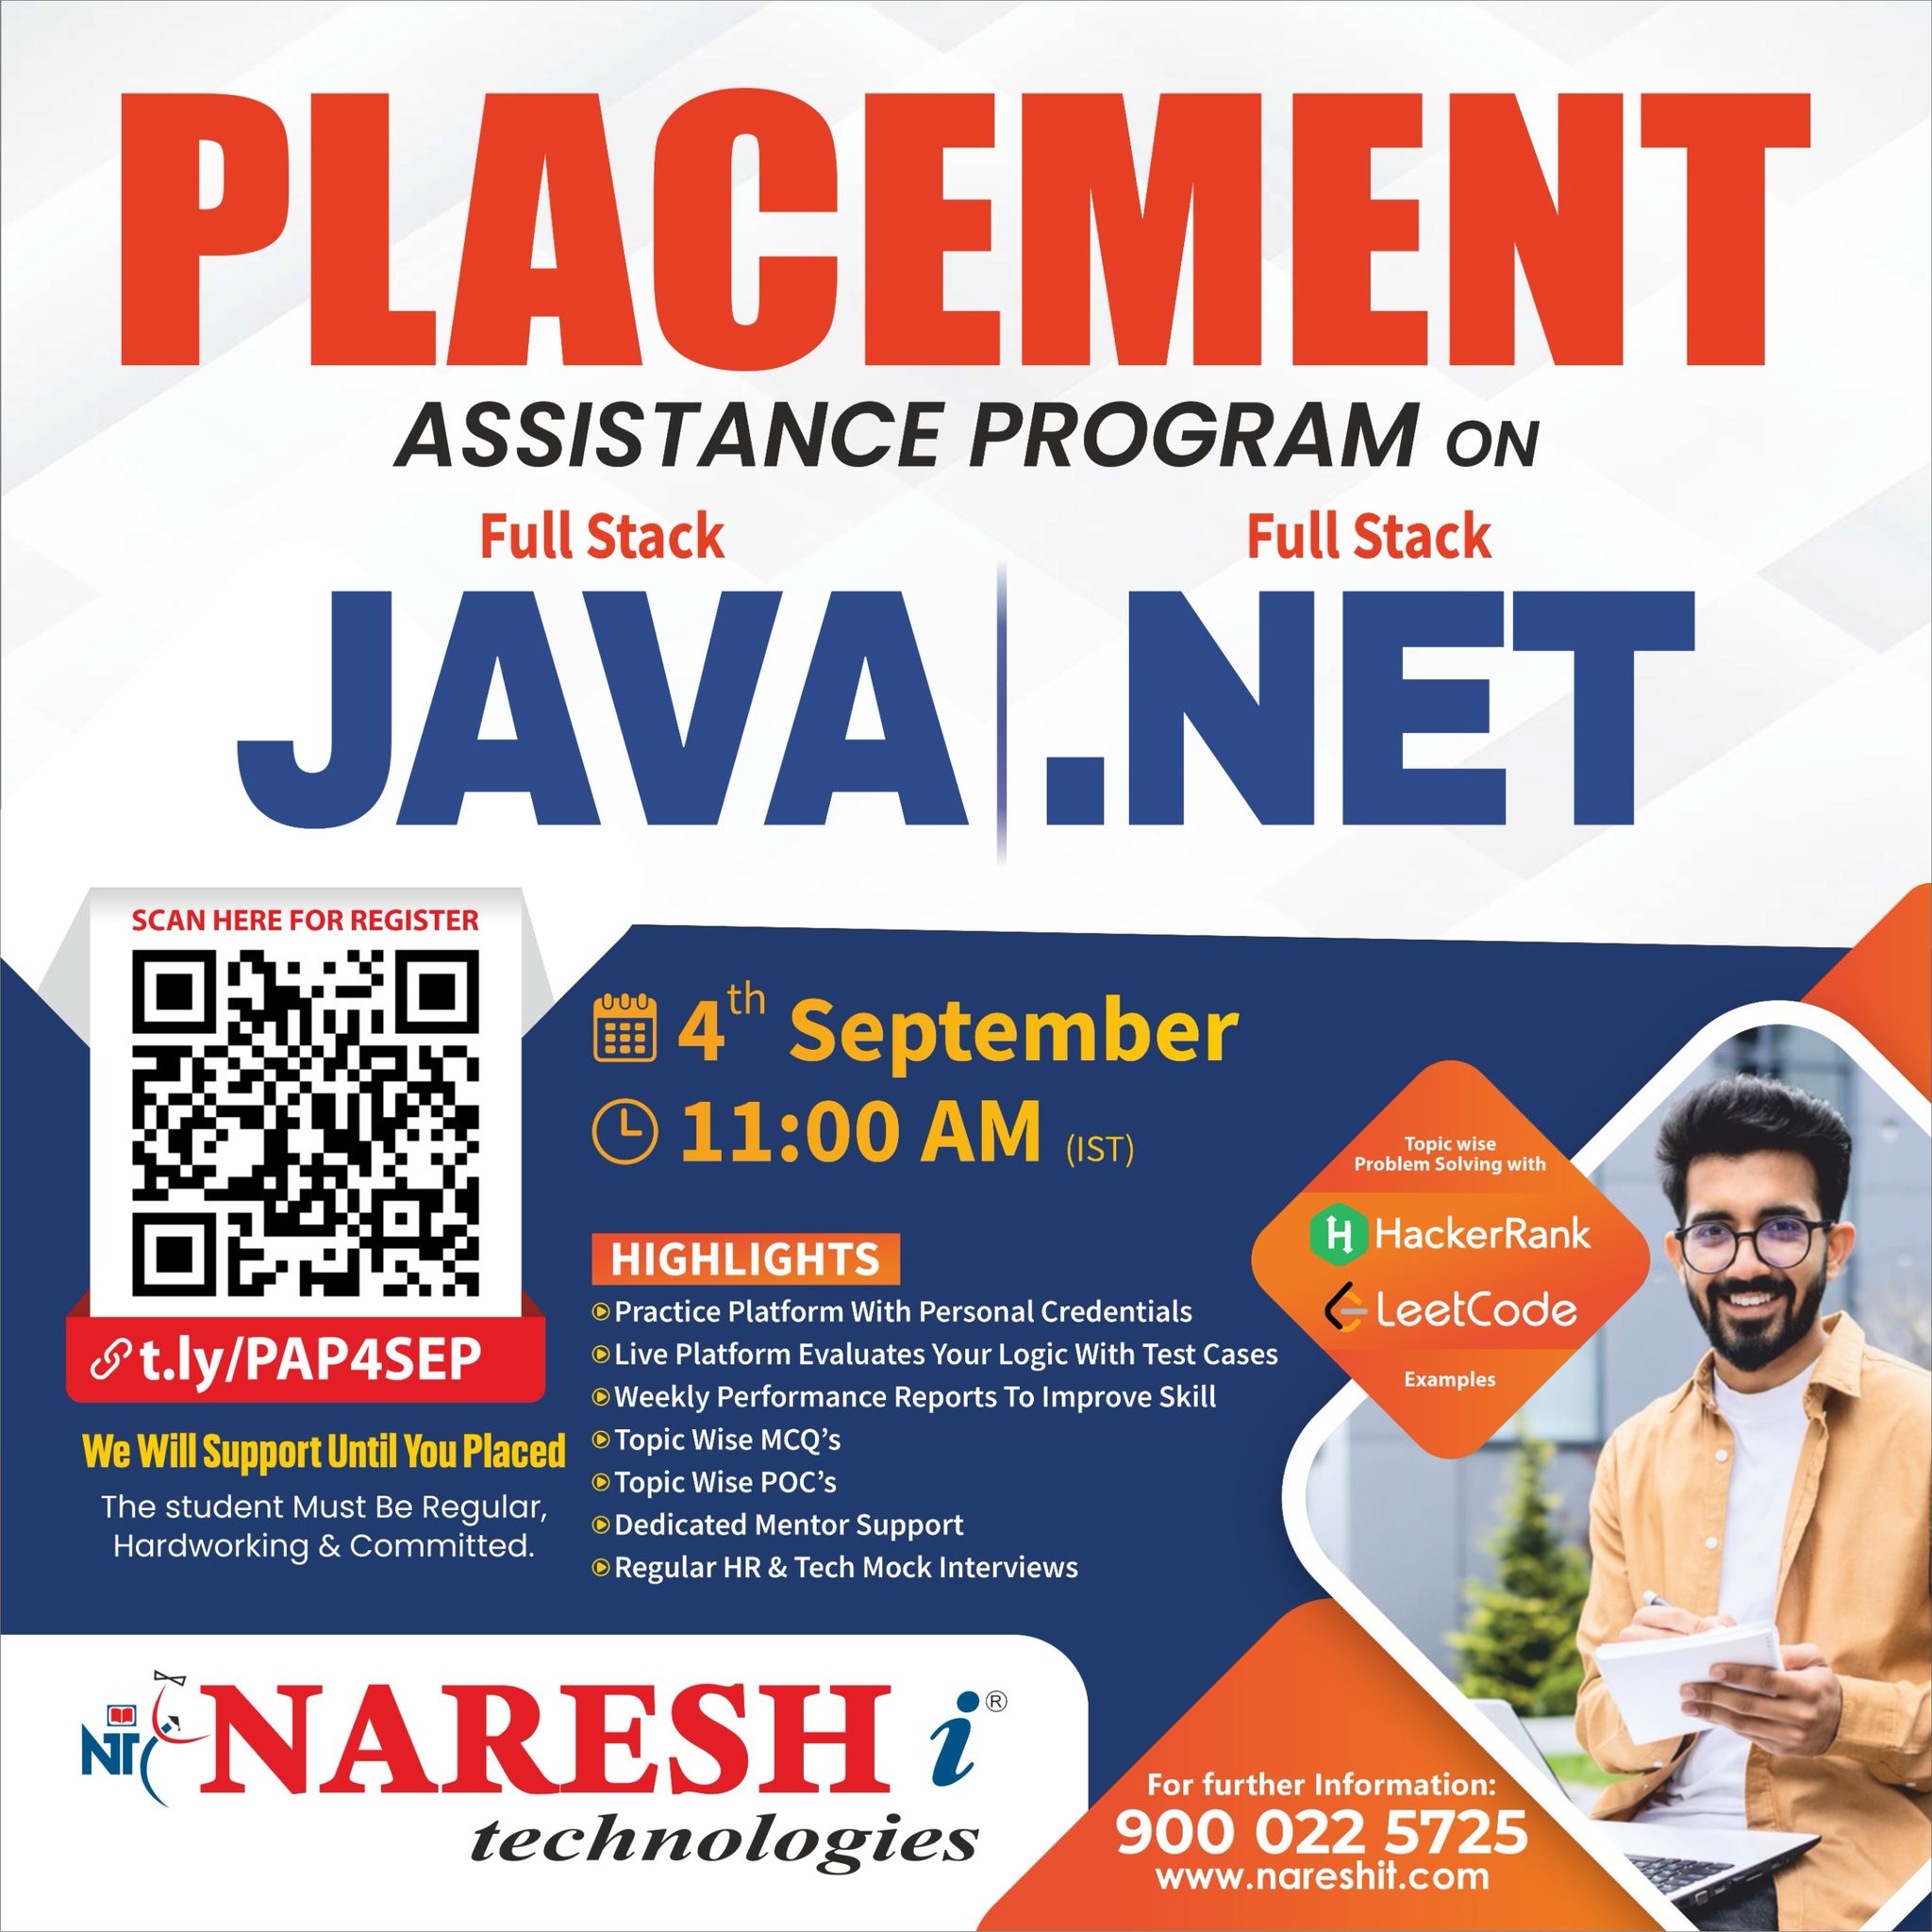 PLACEMENT
ASSISTANCE PROGRAM ON
Full Stack
JAVA
Full Stack
.NET
SCAN HERE FOR REGISTER
t.ly/PAP4SEP
We Will Support Until You Placed
The student Must Be Regular,
Hardworking & Committed.
4th September
11:00 AM (IST)
HIGHLIGHTS
Practice Platform With Personal Credentials
Live Platform Evaluates Your Logic With Test Cases
Weekly Performance Reports To Improve Skill
Topic Wise MCQ's
Topic Wise POC's
Dedicated Mentor Support
Regular HR & Tech Mock Interviews
Topic wise
Problem Solving with
H HackerRank
LeetCode
Examples
NiT NARESH i ®
technologies
For further Information:
900 022 5725
www.nareshit.com